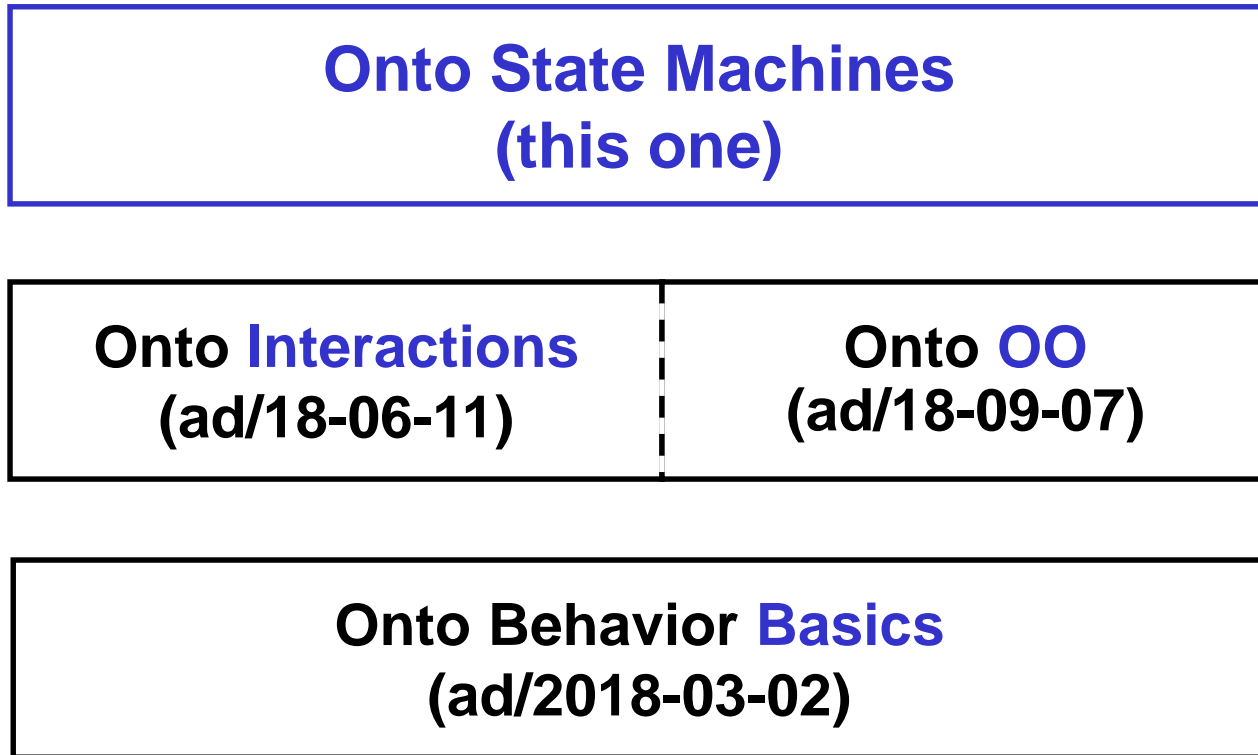 Onto State Machines
(this one)
Onto Interactions
(ad/18-06-11)
Onto OO
(ad/18-09-07)
Onto Behavior Basics
(ad/2018-03-02)